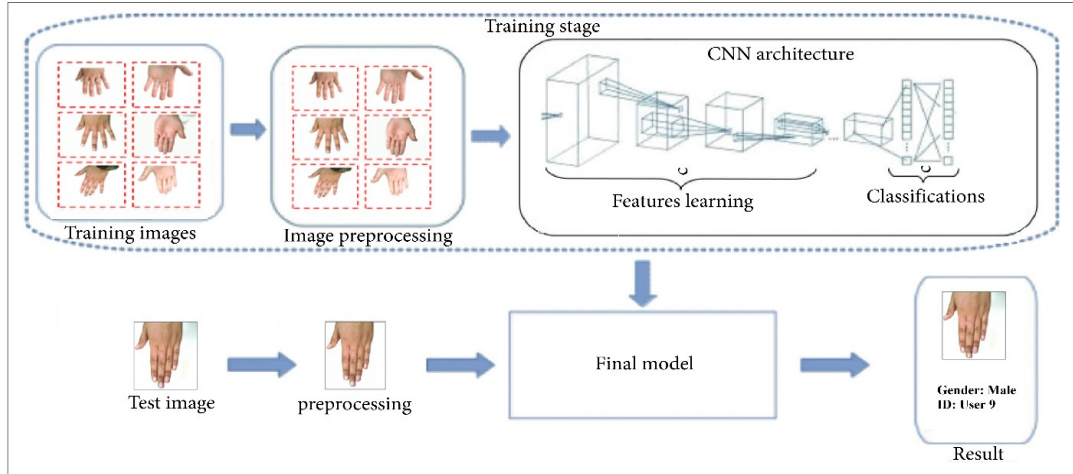 Training stage
CNN architecture
...
Features learning
Classifications
Training images
Image preprocessing
Final model
Test image
preprocessing
Gender: Male
ID: User 9
Result